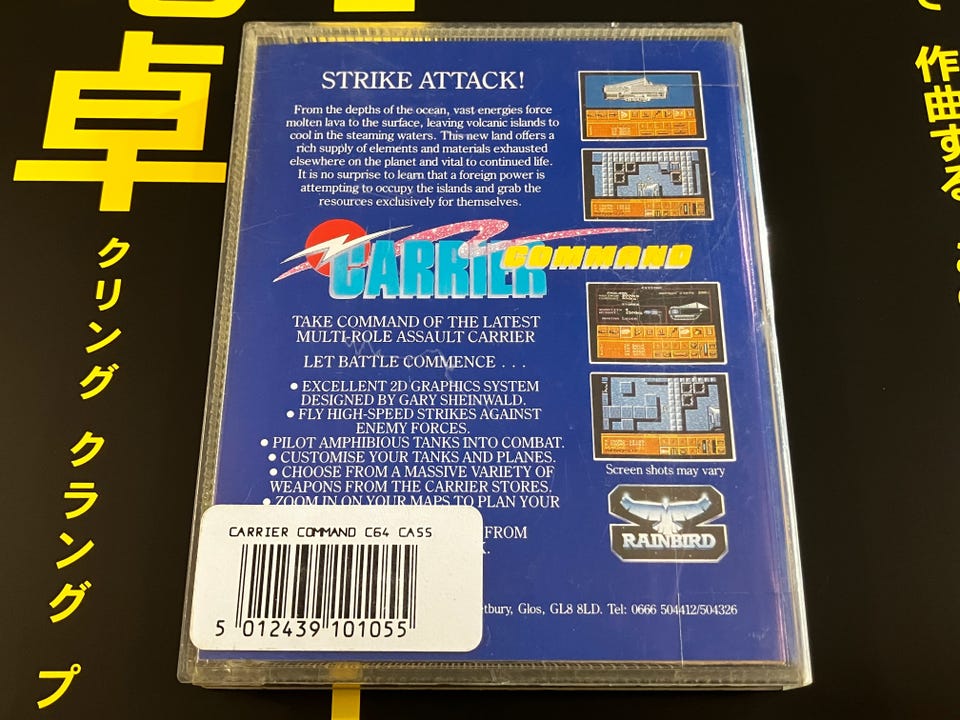 卓
クリング クラング プ
作曲する
STRIKE ATTACK!
From the depths of the ocean, vast energies force
molten lava to the surface, leaving volcanic islands to
cool in the steaming waters. This new land offers a
rich supply of elements and materials exhausted
elsewhere on the planet and vital to continued life.
It is no surprise to learn that a foreign power is
attempting to occupy the islands and grab the
resources exclusively for themselves.
CARRIER COMMAND
TAKE COMMAND OF THE LATEST
MULTI-ROLE ASSAULT CARRIER
LET BATTLE COMMENCE . . .
● EXCELLENT 2D GRAPHICS SYSTEM
DESIGNED BY GARY SHEINWALD.
● FLY HIGH-SPEED STRIKES AGAINST
ENEMY FORCES.
● PILOT AMPHIBIOUS TANKS INTO COMBAT.
● CUSTOMISE YOUR TANKS AND PLANES.
● CHOOSE FROM A MASSIVE VARIETY OF
WEAPONS FROM THE CARRIER STORES.
● ZOOM IN ON YOUR MAPS TO PLAN YOUR
FROM
K.
Screen shots may vary
RAINBIRD
etbury, Glos, GL8 8LD. Tel: 0666 504412/504326
CARRIER COMMAND C64 CASS
5 012439 101055